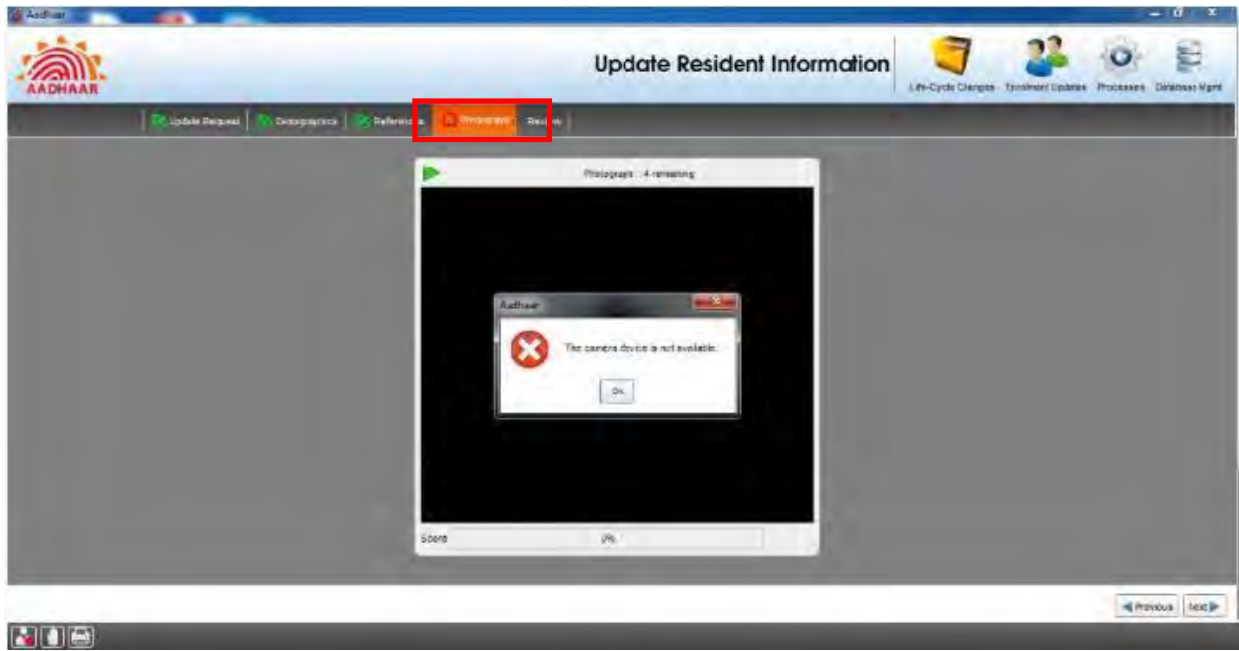 Aadhaar
AADHAAR
Update Resident Information
Life-Cycle Changes Enrolment Updates Processes Database Mgmt
Update Request Demographics References Photograph Review
Photograph : 4 remaining
Aadhaar
The camera device is not available.
OK
Score 0%
Previous Next